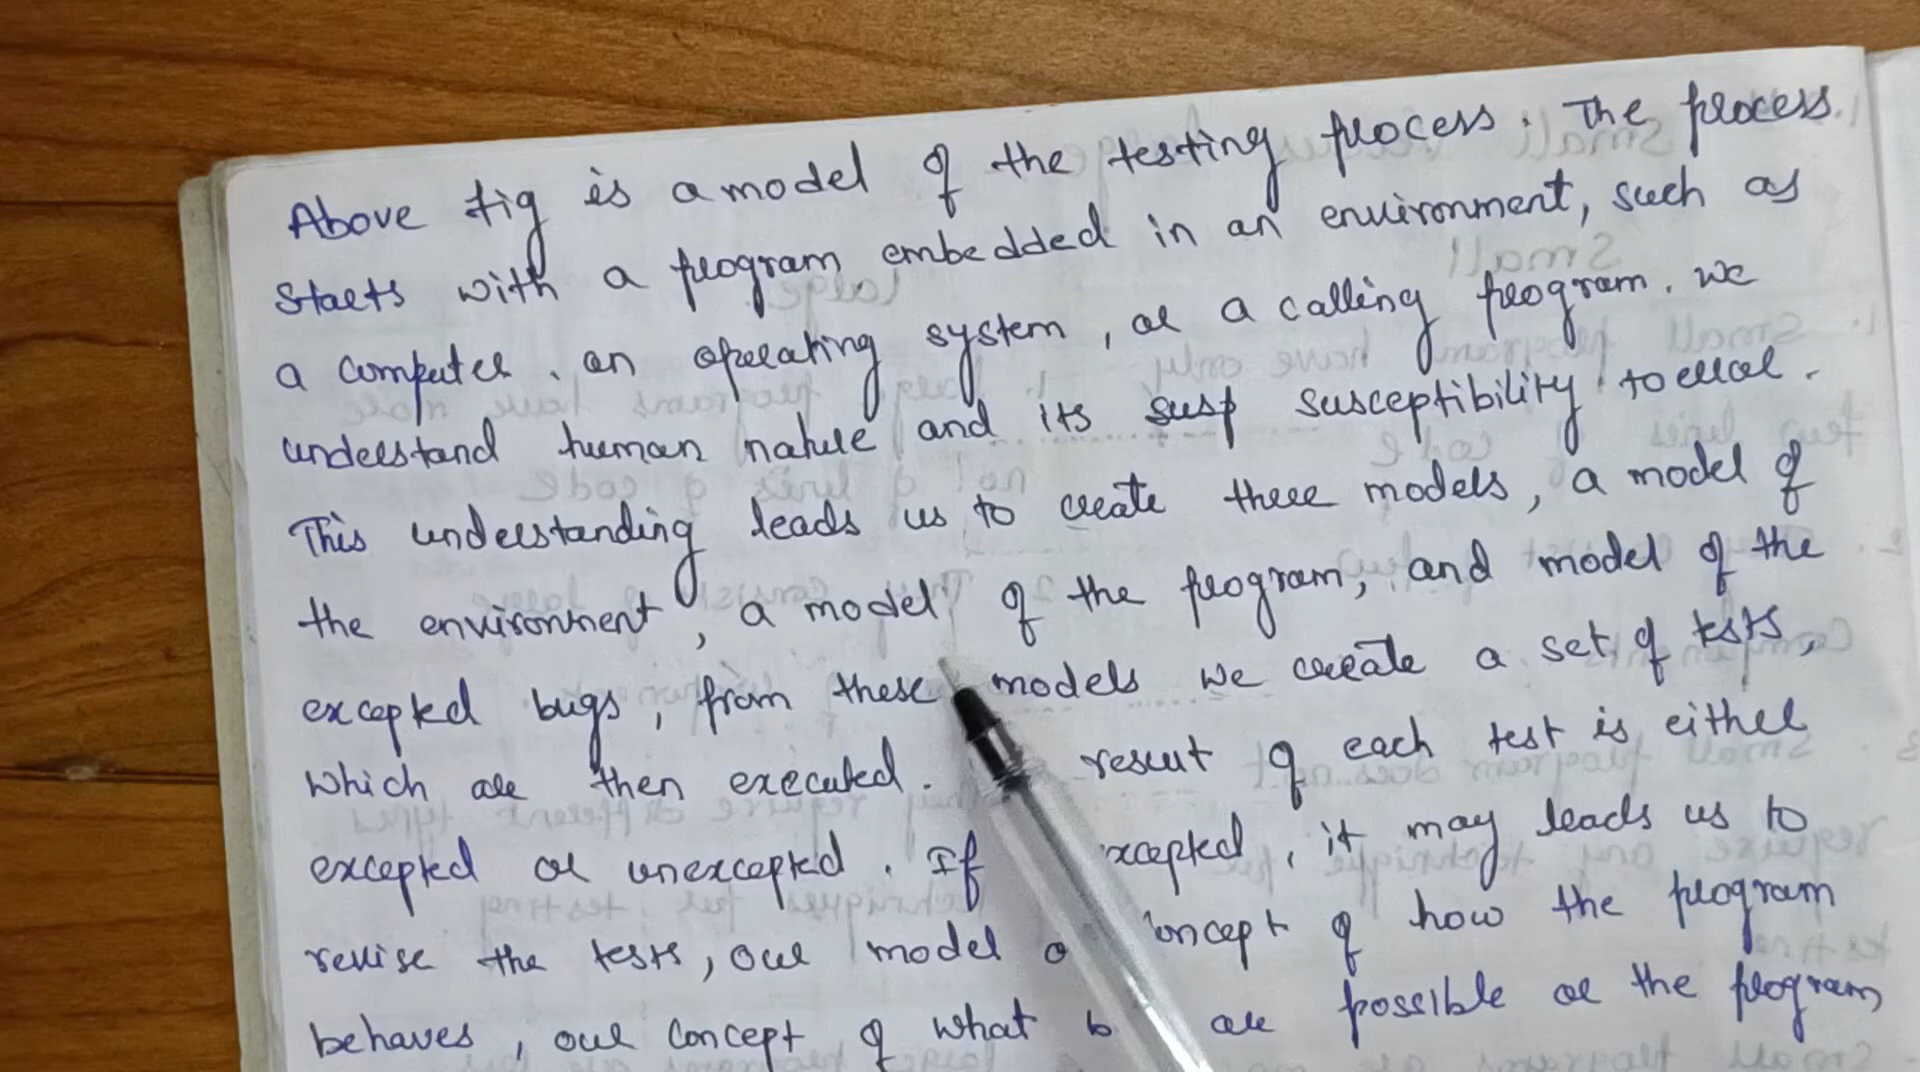 Above fig is a model of the testing process. The process
starts with a program embedded in an environment, such as
a computer. an operating system, or a calling program. we
understand human nature and its susp susceptibility to error.
This understanding leads us to create three models, a model of
the environment, a model of the program, and model of the
excepted bugs, from these models we create a set of tests,
which are then executed. result of each test is either
excepted or unexcepted. If xcepted, it may leads us to
revise the tests, our model o oncept of how the program
behaves, our concept of what b are possible or the program,